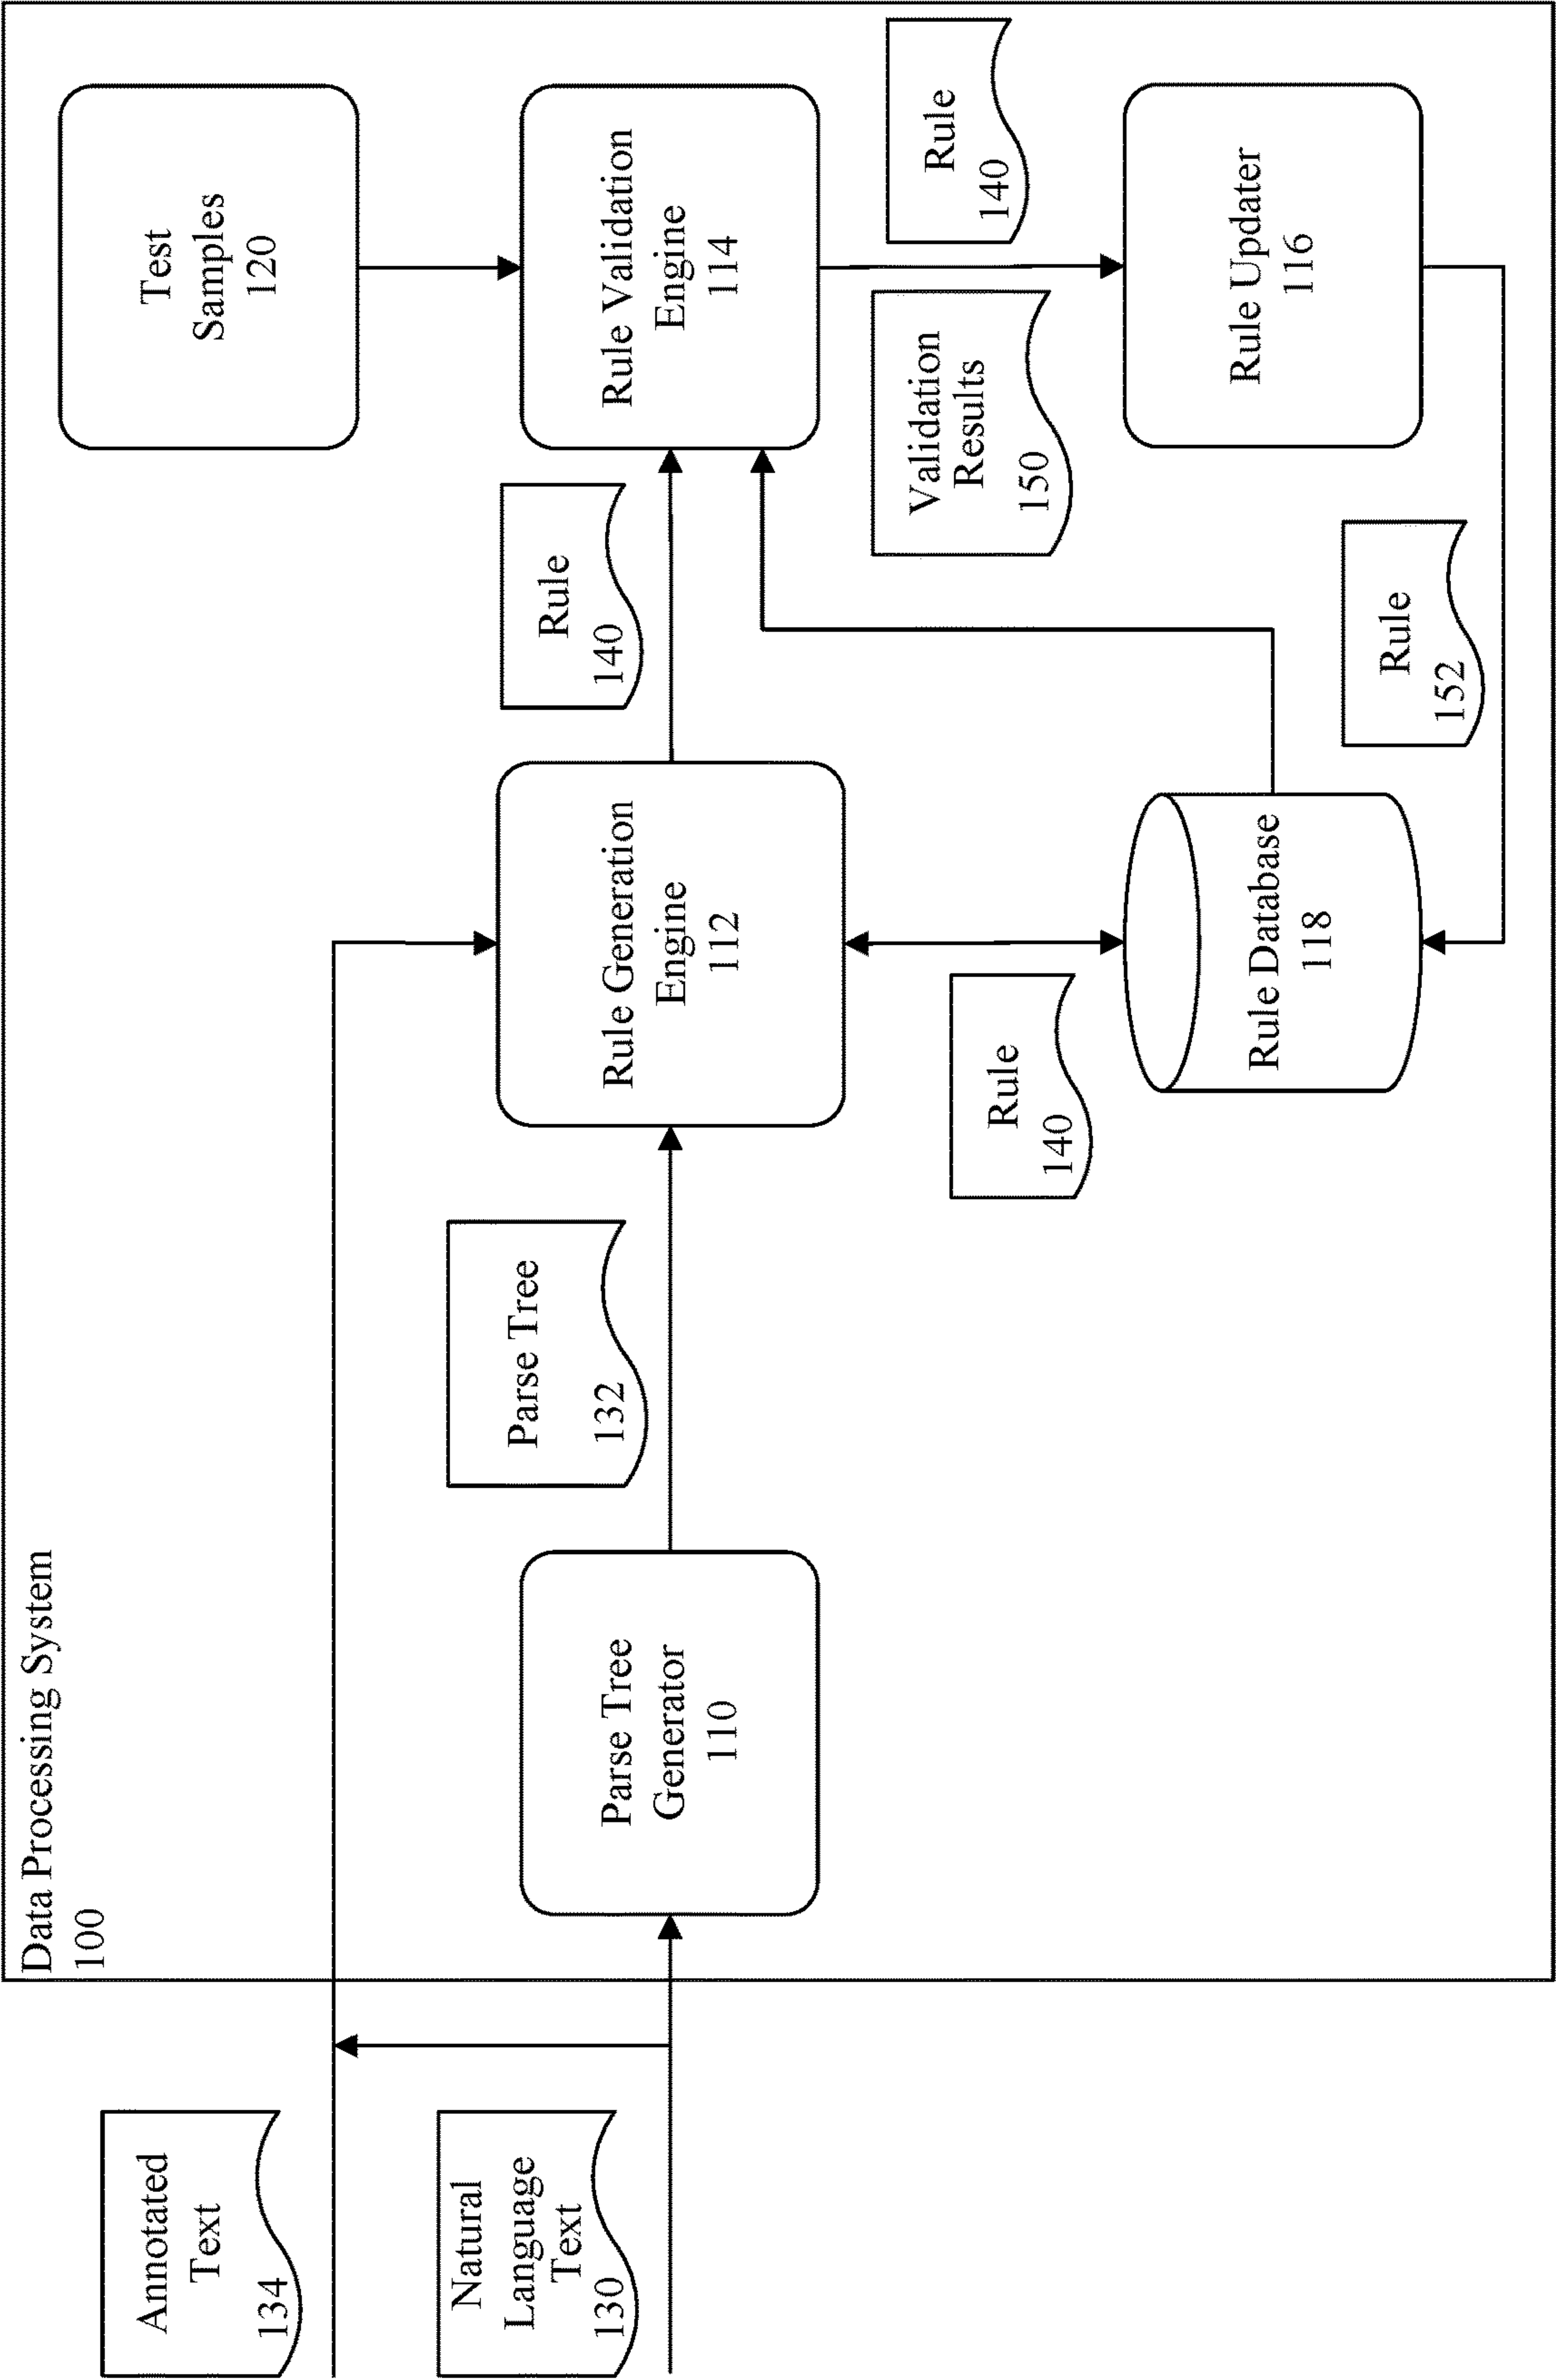 Data Processing System
100
Annotated
Text
134
Natural
Language
Text
130
Parse Tree
Generator
110
Parse Tree
132
Rule Generation
Engine
112
Rule
140
Rule Validation
Engine
114
Test
Samples
120
Rule
140
Validation
Results
150
Rule Updater
116
Rule
152
Rule Database
118
Rule
140